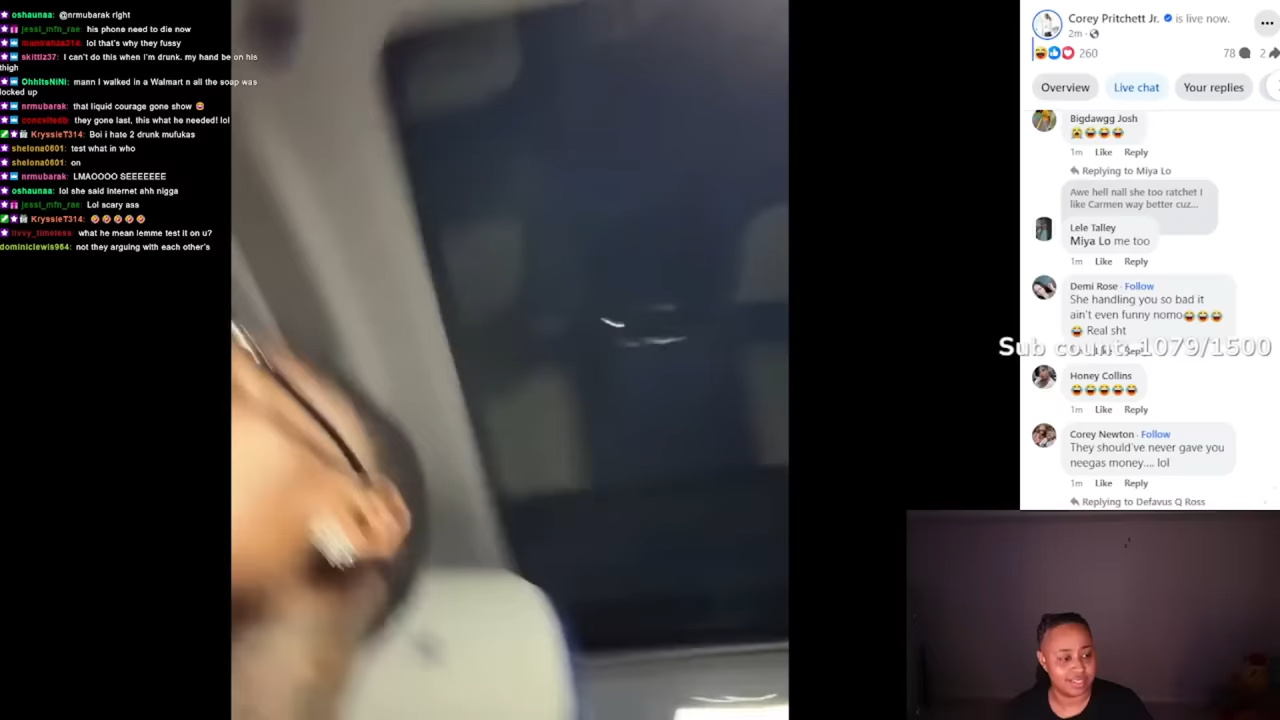 oshaunaa: @nrmubarak right
jessi_mfn_rae: his phone need to die now
lol that's why they fussy
skittlz37: I can't do this when I'm drunk. my hand be on his
thigh
OhhItsNiNi: mann I walked in a Walmart n all the soap was
locked up
nrmubarak: that liquid courage gone show 😂
conceitedb: they gone last, this what he needed! lol
KryssieT314: Boi i hate 2 drunk mufukas
shelona0601: test what in who
shelona0601: on
nrmubarak: LMAOOOO SEEEEEEE
oshaunaa: lol she said Internet ahh nigga
jessi_mfn_rae: Lol scary ass
KryssieT314: 🤣🤣🤣🤣🤣
livvy_timeless: what he mean lemme test it on u?
dominiclewis964: not they arguing with each other's
Corey Pritchett Jr. is live now.
2m
260 78 2
Overview Live chat Your replies
Bigdawgg Josh
😭😂😂😂
1m Like Reply
Replying to Miya Lo
Awe hell nall she too ratchet I
like Carmen way better cuz...
Lele Talley
Miya Lo me too
1m Like Reply
Demi Rose · Follow
She handling you so bad it
ain't even funny nomo😂😂😂
😂 Real sht
Sub count: 1079/1500
Honey Collins
😂😂😂😂😂
1m Like Reply
Corey Newton · Follow
They should've never gave you
neegas money.... lol
1m Like Reply
Replying to Defavus Q Ross